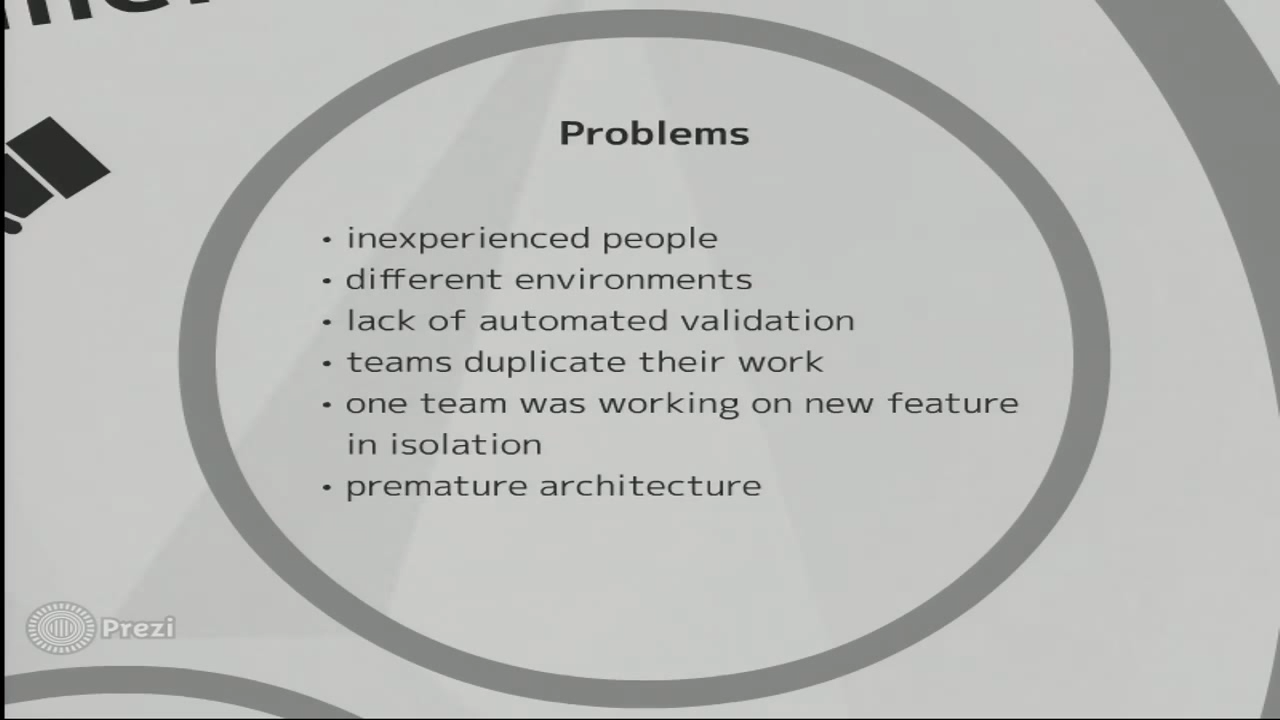 Problems
• inexperienced people
• different environments
• lack of automated validation
• teams duplicate their work
• one team was working on new feature
in isolation
• premature architecture
Prezi